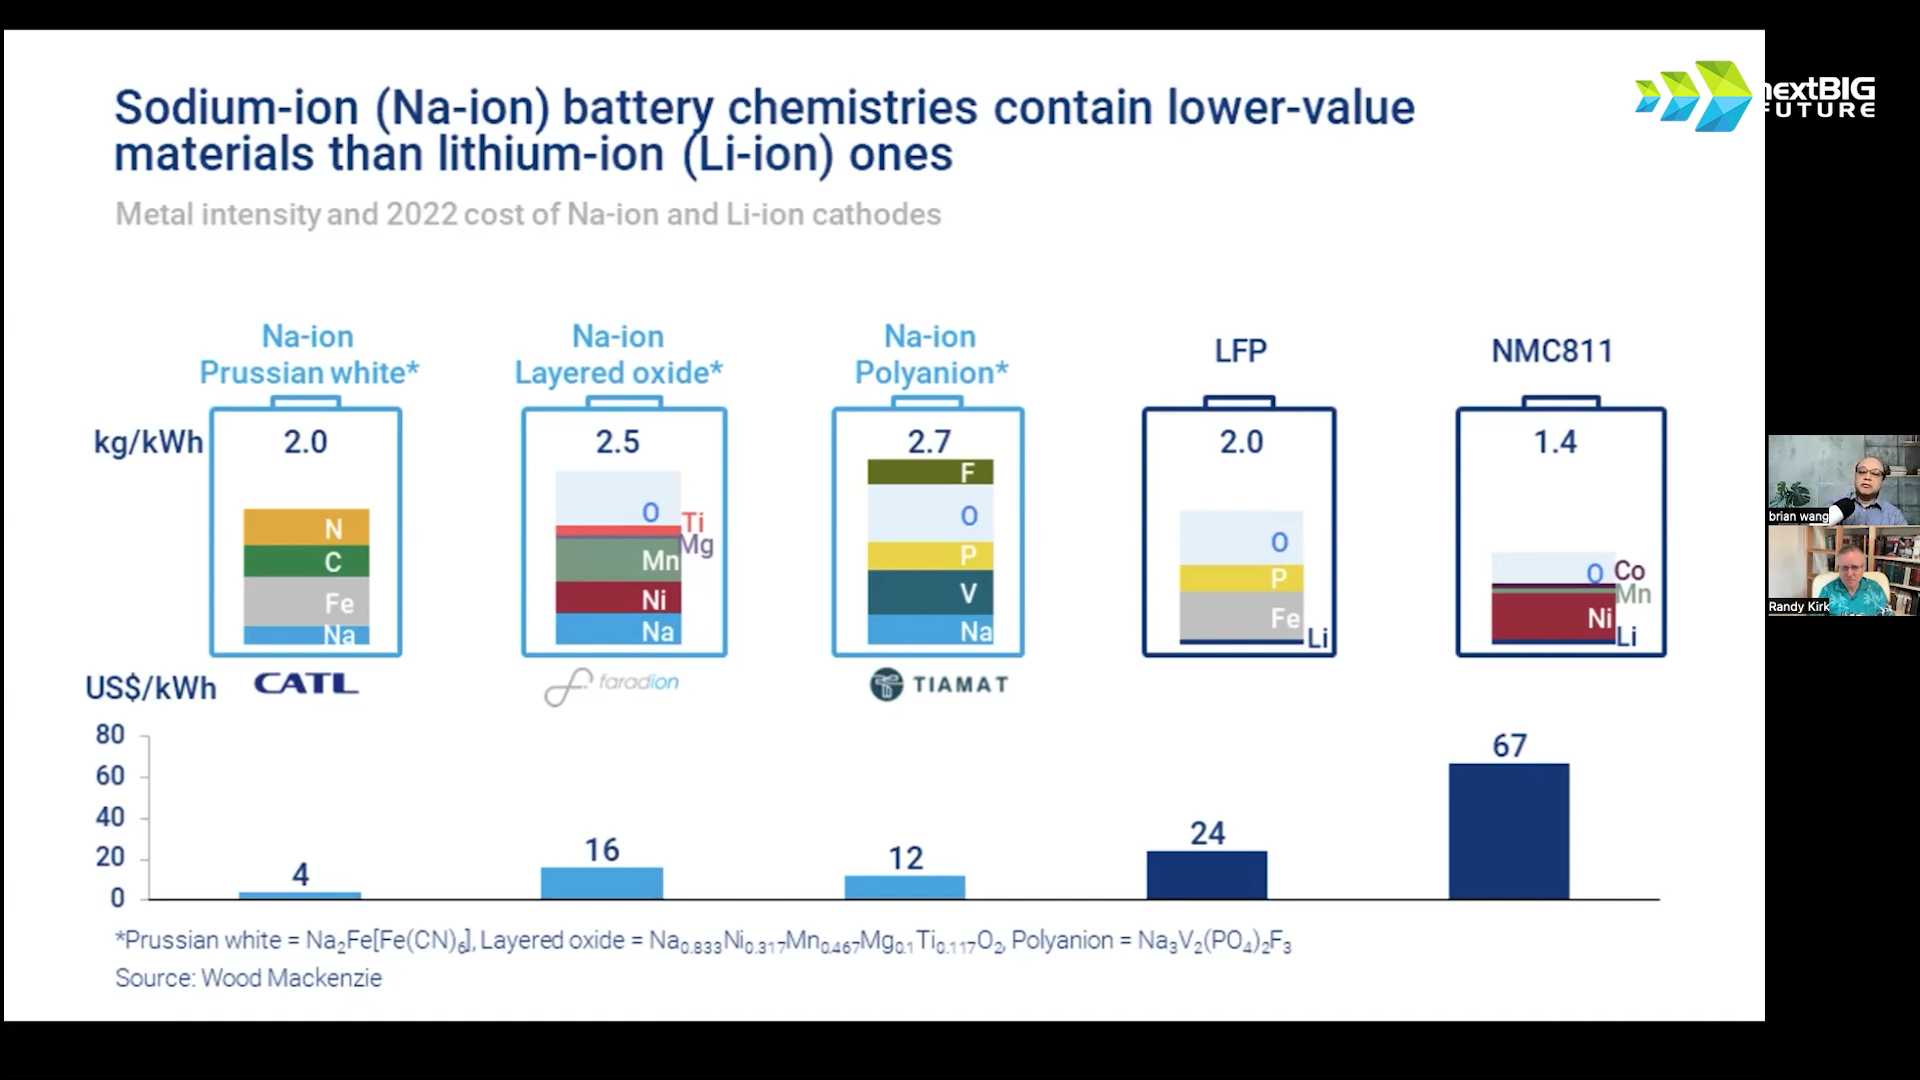 Sodium-ion (Na-ion) battery chemistries contain lower-value
materials than lithium-ion (Li-ion) ones
Metal intensity and 2022 cost of Na-ion and Li-ion cathodes
nextBIG
FUTURE
Na-ion
Prussian white*
Na-ion
Layered oxide*
Na-ion
Polyanion*
LFP
NMC811
kg/kWh
2.0
2.5
2.7
2.0
1.4
N
C
Fe
Na
O
Ti
Mg
Mn
Ni
Na
F
O
P
V
Na
O
P
Fe
Li
O
Co
Mn
Ni
Li
brian wang
Randy Kirk
US$/kWh
CATL
faradion
TIAMAT
80
60
40
20
0
4
16
12
24
67
*Prussian white = Na₂Fe[Fe(CN)₆], Layered oxide = Na₀.₈₃₃Ni₀.₃₁₇Mn₀.₄₆₇Mg₀.₁Ti₀.₁₁₇O₂, Polyanion = Na₃V₂(PO₄)₂F₃
Source: Wood Mackenzie